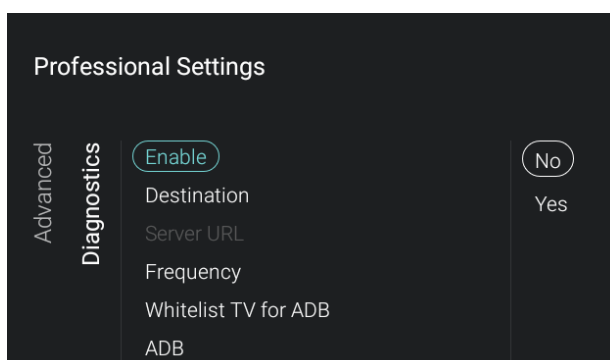 Professional Settings
Advanced
Diagnostics
Enable
Destination
Server URL
Frequency
Whitelist TV for ADB
ADB
No
Yes